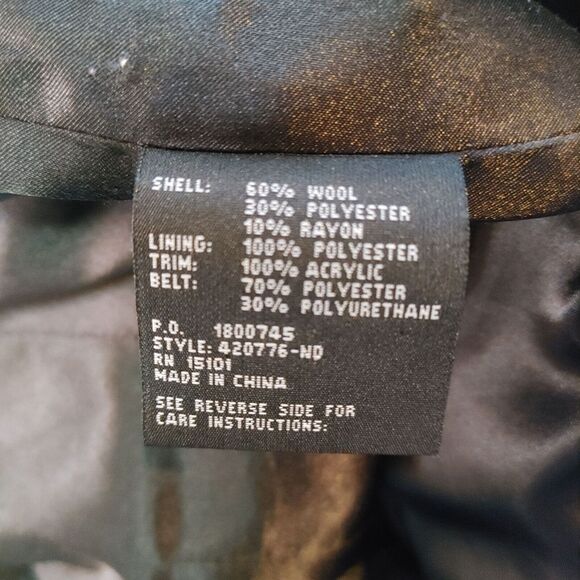 SHELL: 60% WOOL
30% POLYESTER
10% RAYON
LINING: 100% POLYESTER
TRIM: 100% ACRYLIC
BELT: 70% POLYESTER
30% POLYURETHANE
P.O. 1800745
STYLE: 420776-ND
RN 15101
MADE IN CHINA
SEE REVERSE SIDE FOR
CARE INSTRUCTIONS: